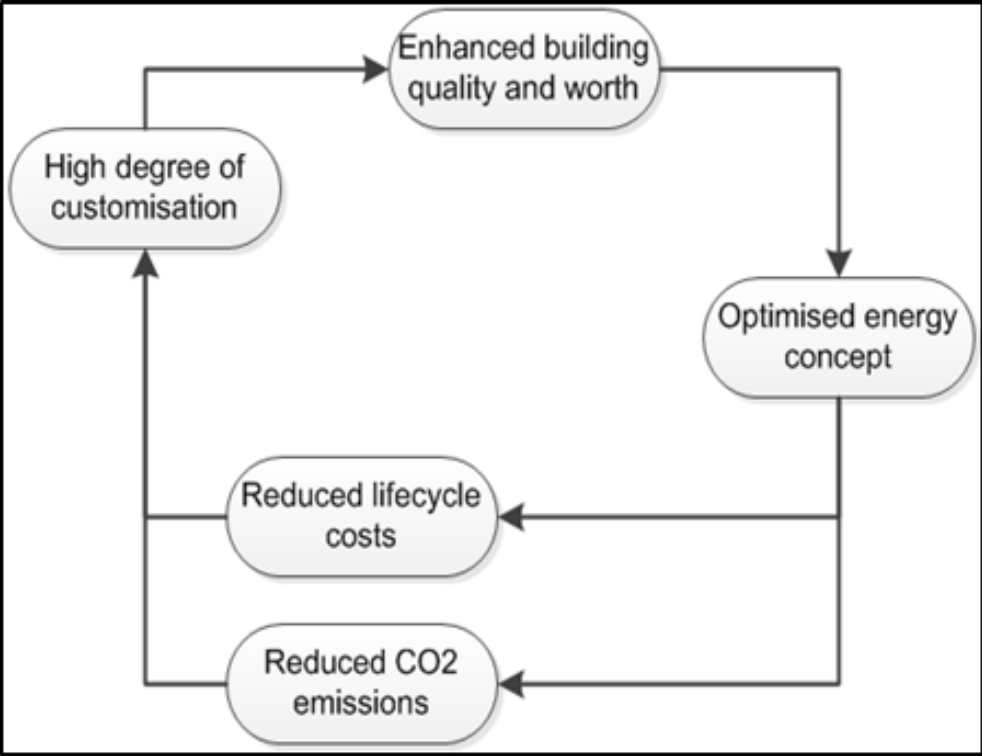 Enhanced building
quality and worth
High degree of
customisation
Optimised energy
concept
Reduced lifecycle
costs
Reduced CO2
emissions